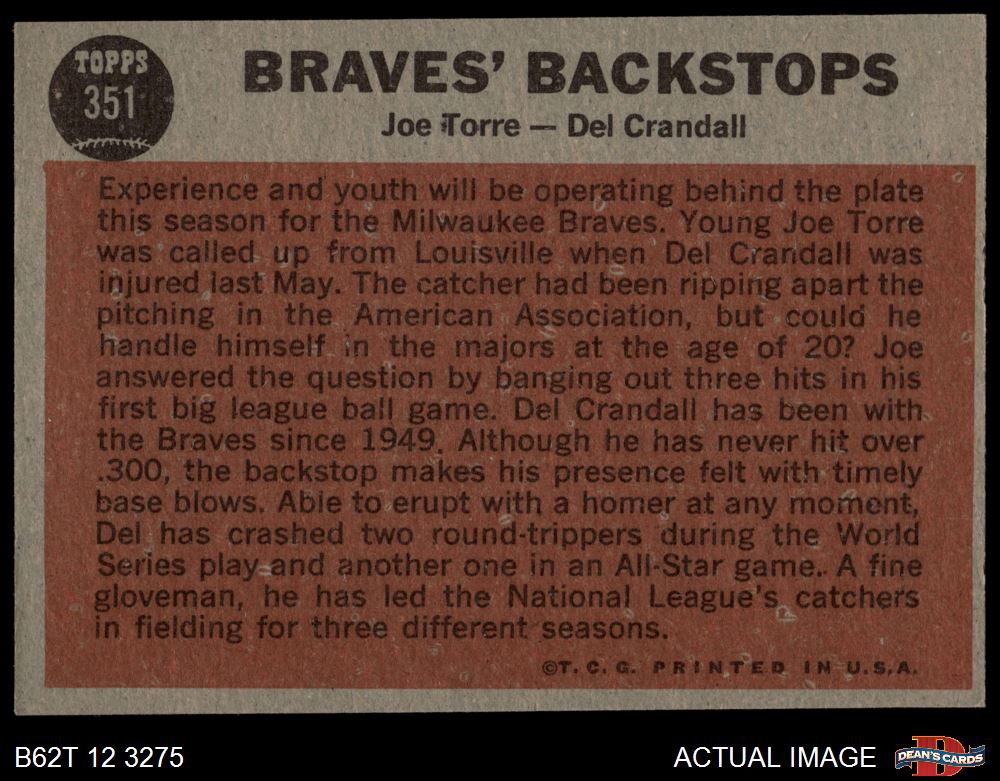 TOPPS
351
BRAVES' BACKSTOPS
Joe Torre — Del Crandall
Experience and youth will be operating behind the plate
this season for the Milwaukee Braves. Young Joe Torre
was called up from Louisville when Del Crandall was
injured last May. The catcher had been ripping apart the
pitching in the American Association, but could he
handle himself in the majors at the age of 20? Joe
answered the question by banging out three hits in his
first big league ball game. Del Crandall has been with
the Braves since 1949. Although he has never hit over
.300, the backstop makes his presence felt with timely
base blows. Able to erupt with a homer at any moment,
Del has crashed two round-trippers during the World
Series play and another one in an All-Star game. A fine
gloveman, he has led the National League's catchers
in fielding for three different seasons.
©T. C. G. PRINTED IN U.S.A.
B62T 12 3275
ACTUAL IMAGE
D
DEAN'S CARDS